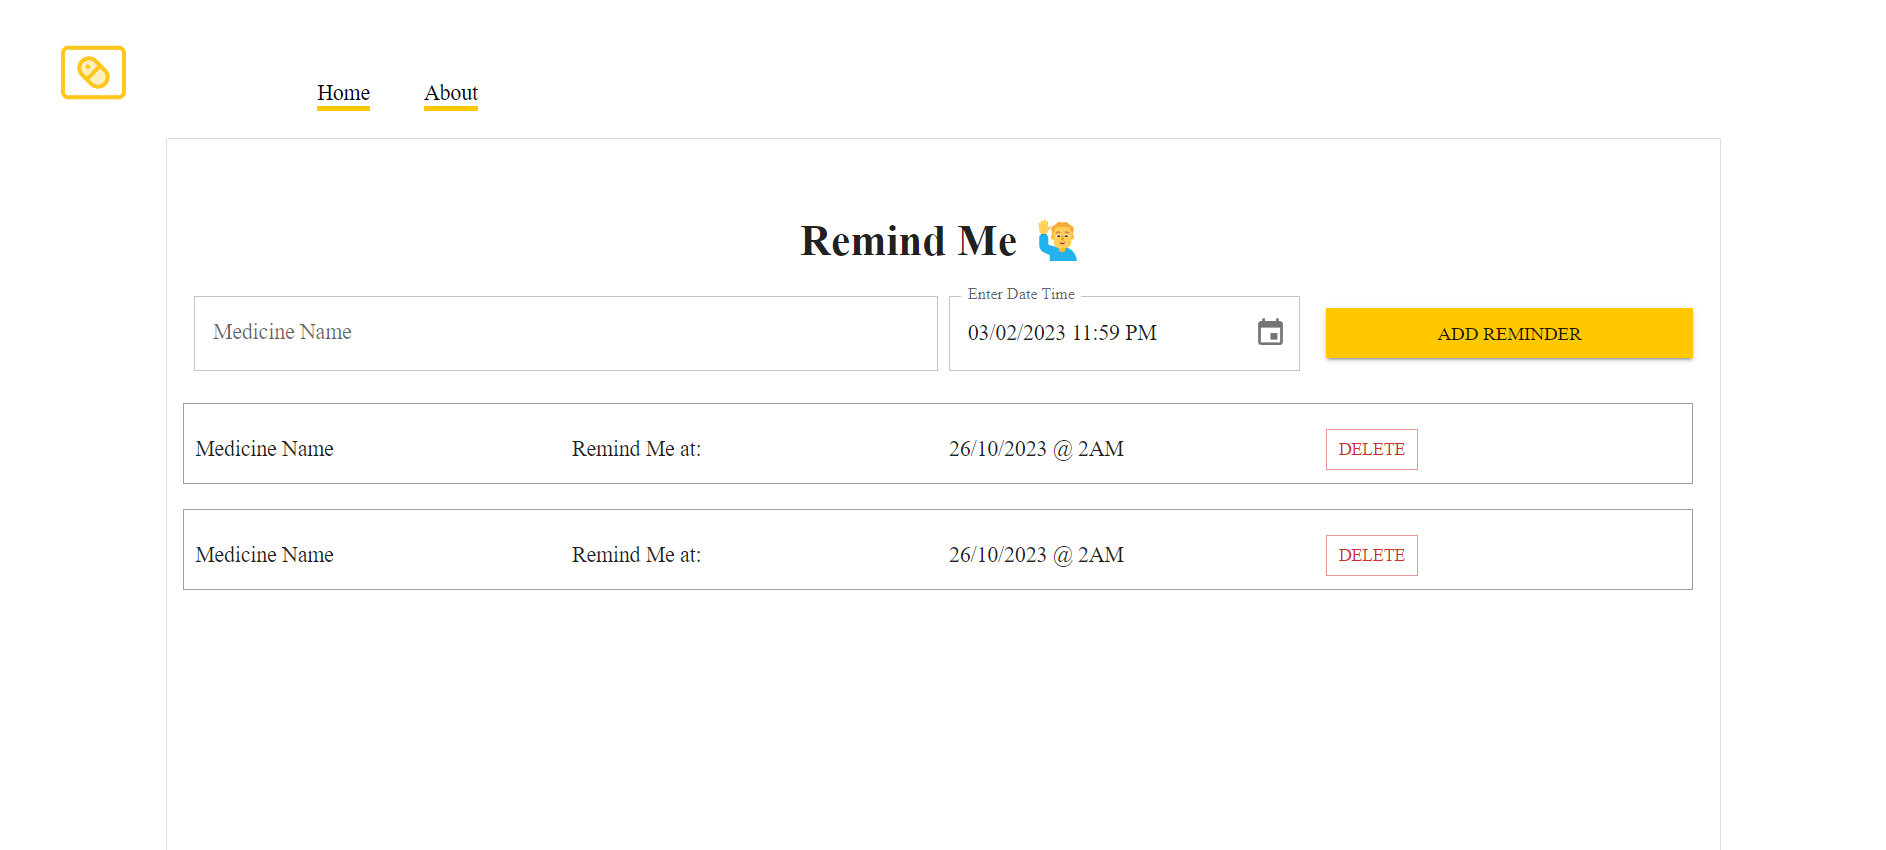 Home About
Remind Me 🙋‍♂️
Enter Date Time
Medicine Name 03/02/2023 11:59 PM ADD REMINDER
Medicine Name Remind Me at: 26/10/2023 @ 2AM DELETE
Medicine Name Remind Me at: 26/10/2023 @ 2AM DELETE